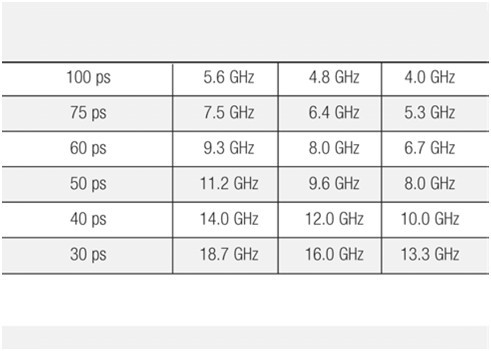 100 ps 5.6 GHz 4.8 GHz 4.0 GHz
75 ps 7.5 GHz 6.4 GHz 5.3 GHz
60 ps 9.3 GHz 8.0 GHz 6.7 GHz
50 ps 11.2 GHz 9.6 GHz 8.0 GHz
40 ps 14.0 GHz 12.0 GHz 10.0 GHz
30 ps 18.7 GHz 16.0 GHz 13.3 GHz